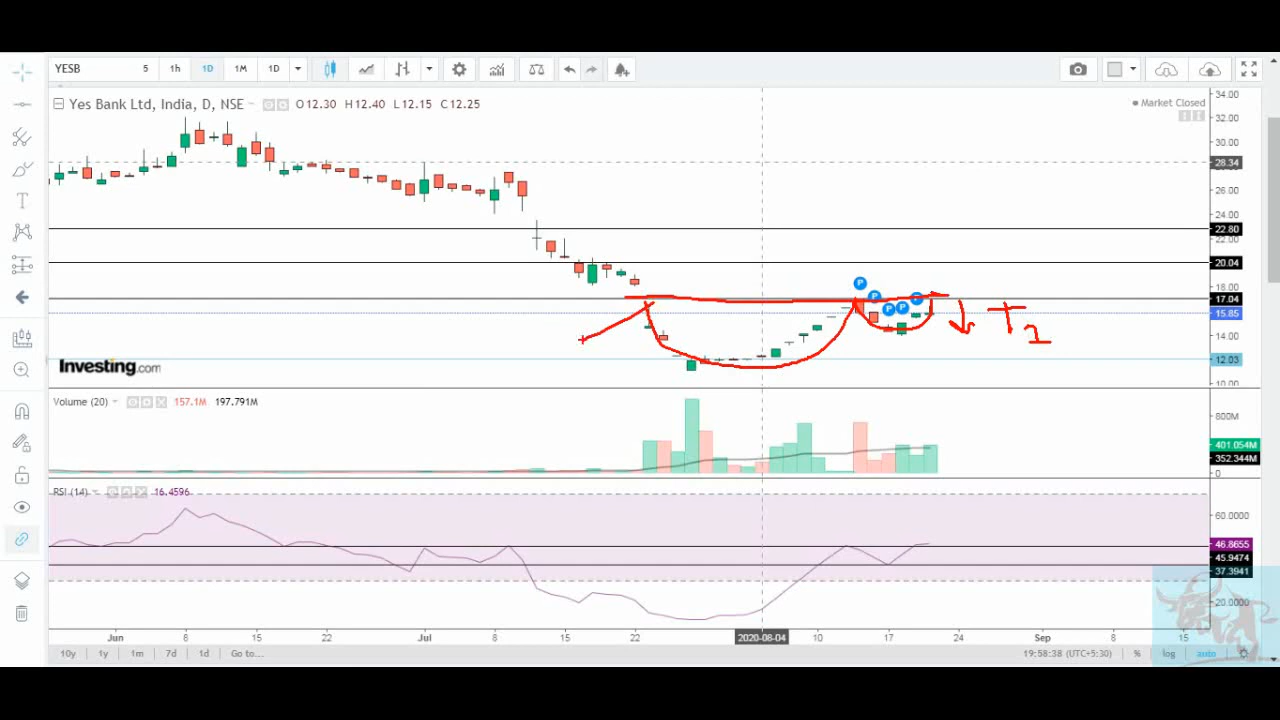 YESB 5 1h 1D 1M 1D
Yes Bank Ltd, India, D, NSE O12.30 H12.40 L12.15 C12.25
Market Closed
34.00
32.00
30.00
28.34
26.00
24.00
22.80
22.00
20.04
18.00
17.04
15.85
14.00
12.03
10.00
P
P
P
P
P
Investing.com
Volume (20) 157.1M 197.791M
800M
401.054M
352.344M
0
RSI (14) 16.4596
60.0000
46.8655
45.9474
37.3941
20.0000
Jun 8 15 22 Jul 8 15 22 2020-08-04 10 17 24 Sep 8 15
10y 1y 1m 7d 1d Go to... 19:58:38 (UTC+5:30) % log auto